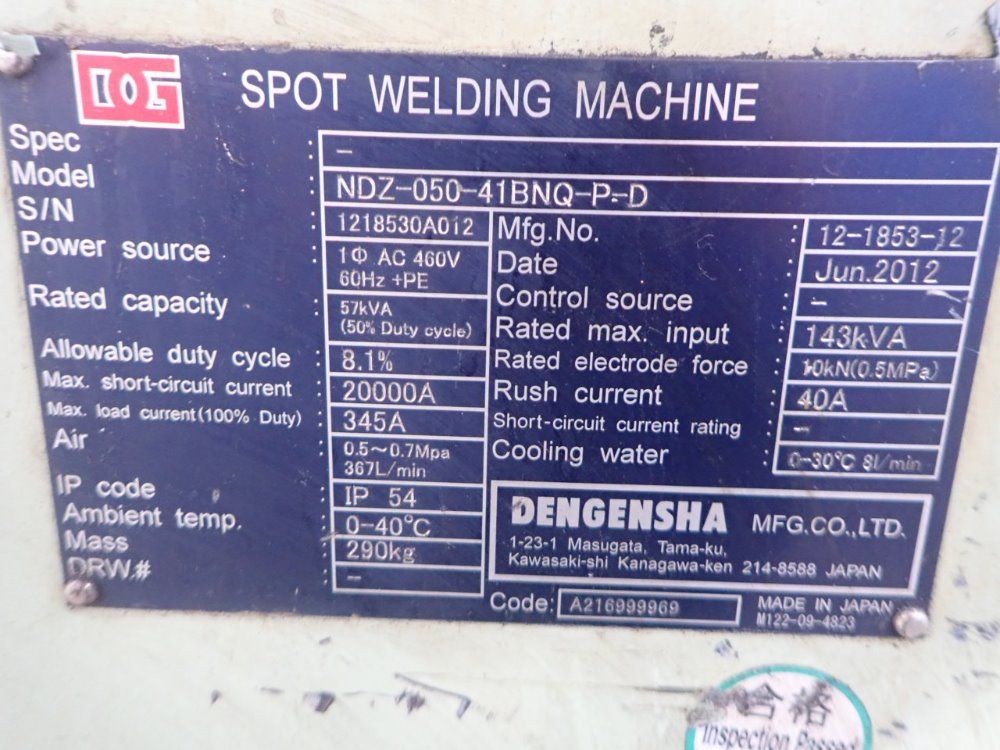 DG
SPOT WELDING MACHINE
Spec : -
Model : NDZ-050-41BNQ-P-D
S/N : 1218530A012
Mfg.No. : 12-1853-12
Power source : 1Φ AC 460V
60Hz +PE
Date : Jun.2012
Control source : -
Rated capacity : 57kVA
(50% Duty cycle)
Rated max. input : 143kVA
Allowable duty cycle : 8.1%
Rated electrode force : 10kN(0.5MPa)
Max. short-circuit current : 20000A
Rush current : 40A
Max. load current(100% Duty) : 345A
Short-circuit current rating : -
Air : 0.5~0.7Mpa
367L/min
Cooling water : 0-30℃ 8l/min
IP code : IP 54
Ambient temp. : 0-40℃
Mass : 290kg
DRW.# : -
DENGENSHA MFG.CO.,LTD.
1-23-1 Masugata, Tama-ku,
Kawasaki-shi Kanagawa-ken 214-8588 JAPAN
Code: A216999969
MADE IN JAPAN
M122-09-4823
合格
Inspection Passed